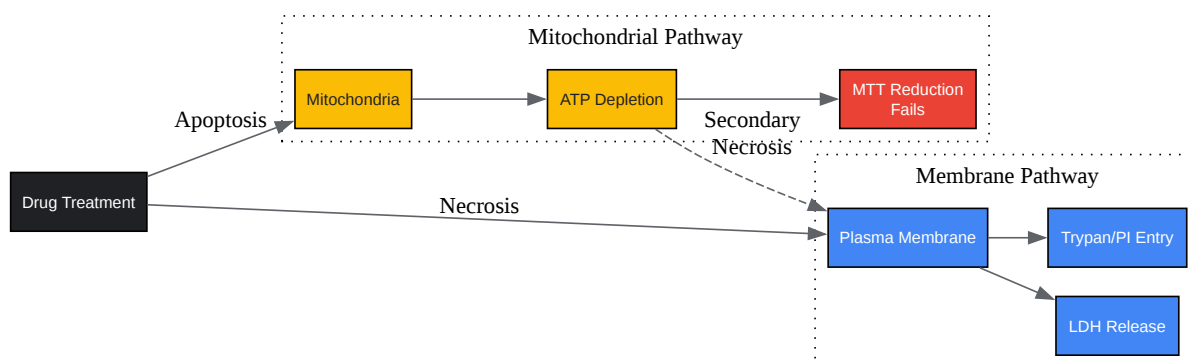 Mitochondrial Pathway
Mitochondria
ATP Depletion
MTT Reduction
Fails
Apoptosis
Secondary
Necrosis
Membrane Pathway
Drug Treatment
Necrosis
Plasma Membrane
Trypan/PI Entry
LDH Release